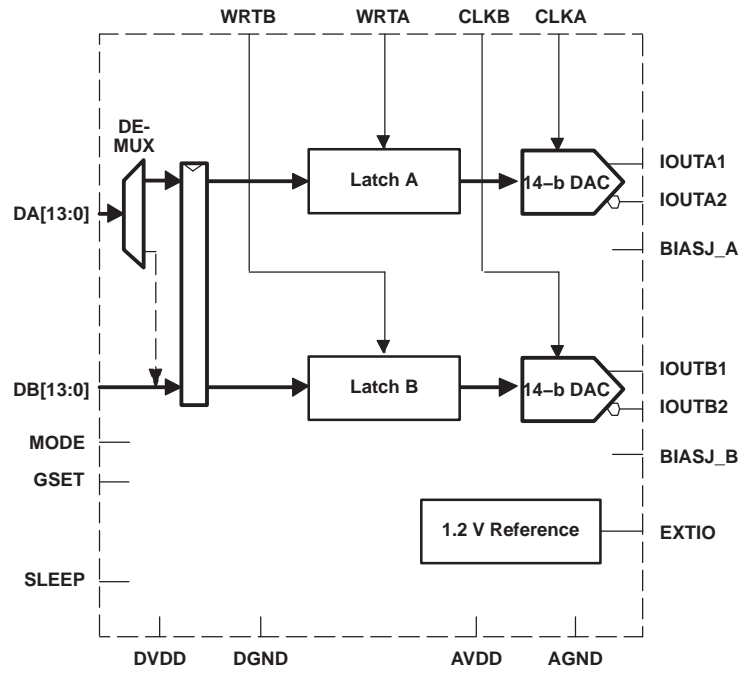 WRTB
WRTA
CLKB
CLKA
DE-
MUX
Latch A
14–b DAC
IOUTA1
IOUTA2
DA[13:0]
BIASJ_A
DB[13:0]
Latch B
14–b DAC
IOUTB1
IOUTB2
MODE
BIASJ_B
GSET
1.2 V Reference
EXTIO
SLEEP
DVDD
DGND
AVDD
AGND